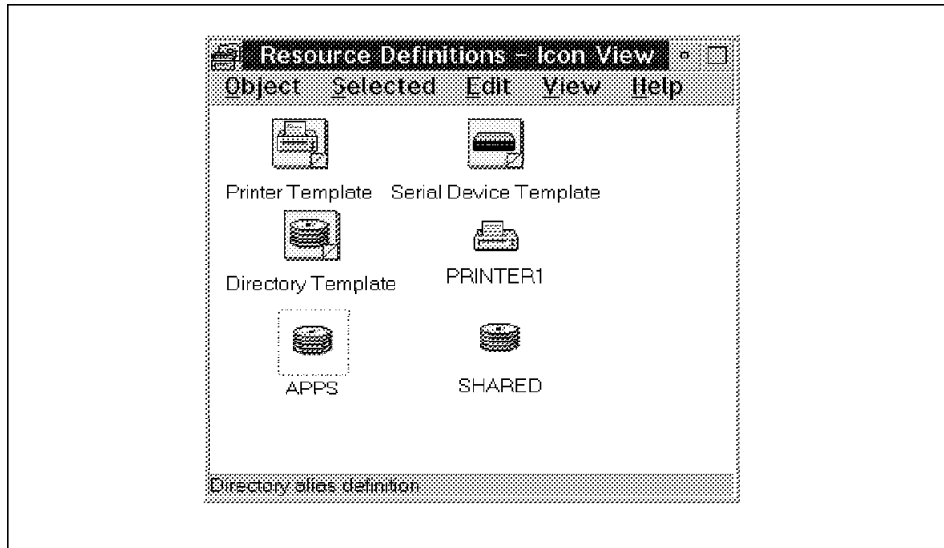 Resource Definitions - Icon View
Object Selected Edit View Help
Printer Template Serial Device Template
Directory Template PRINTER1
APPS SHARED
Directory alias definition